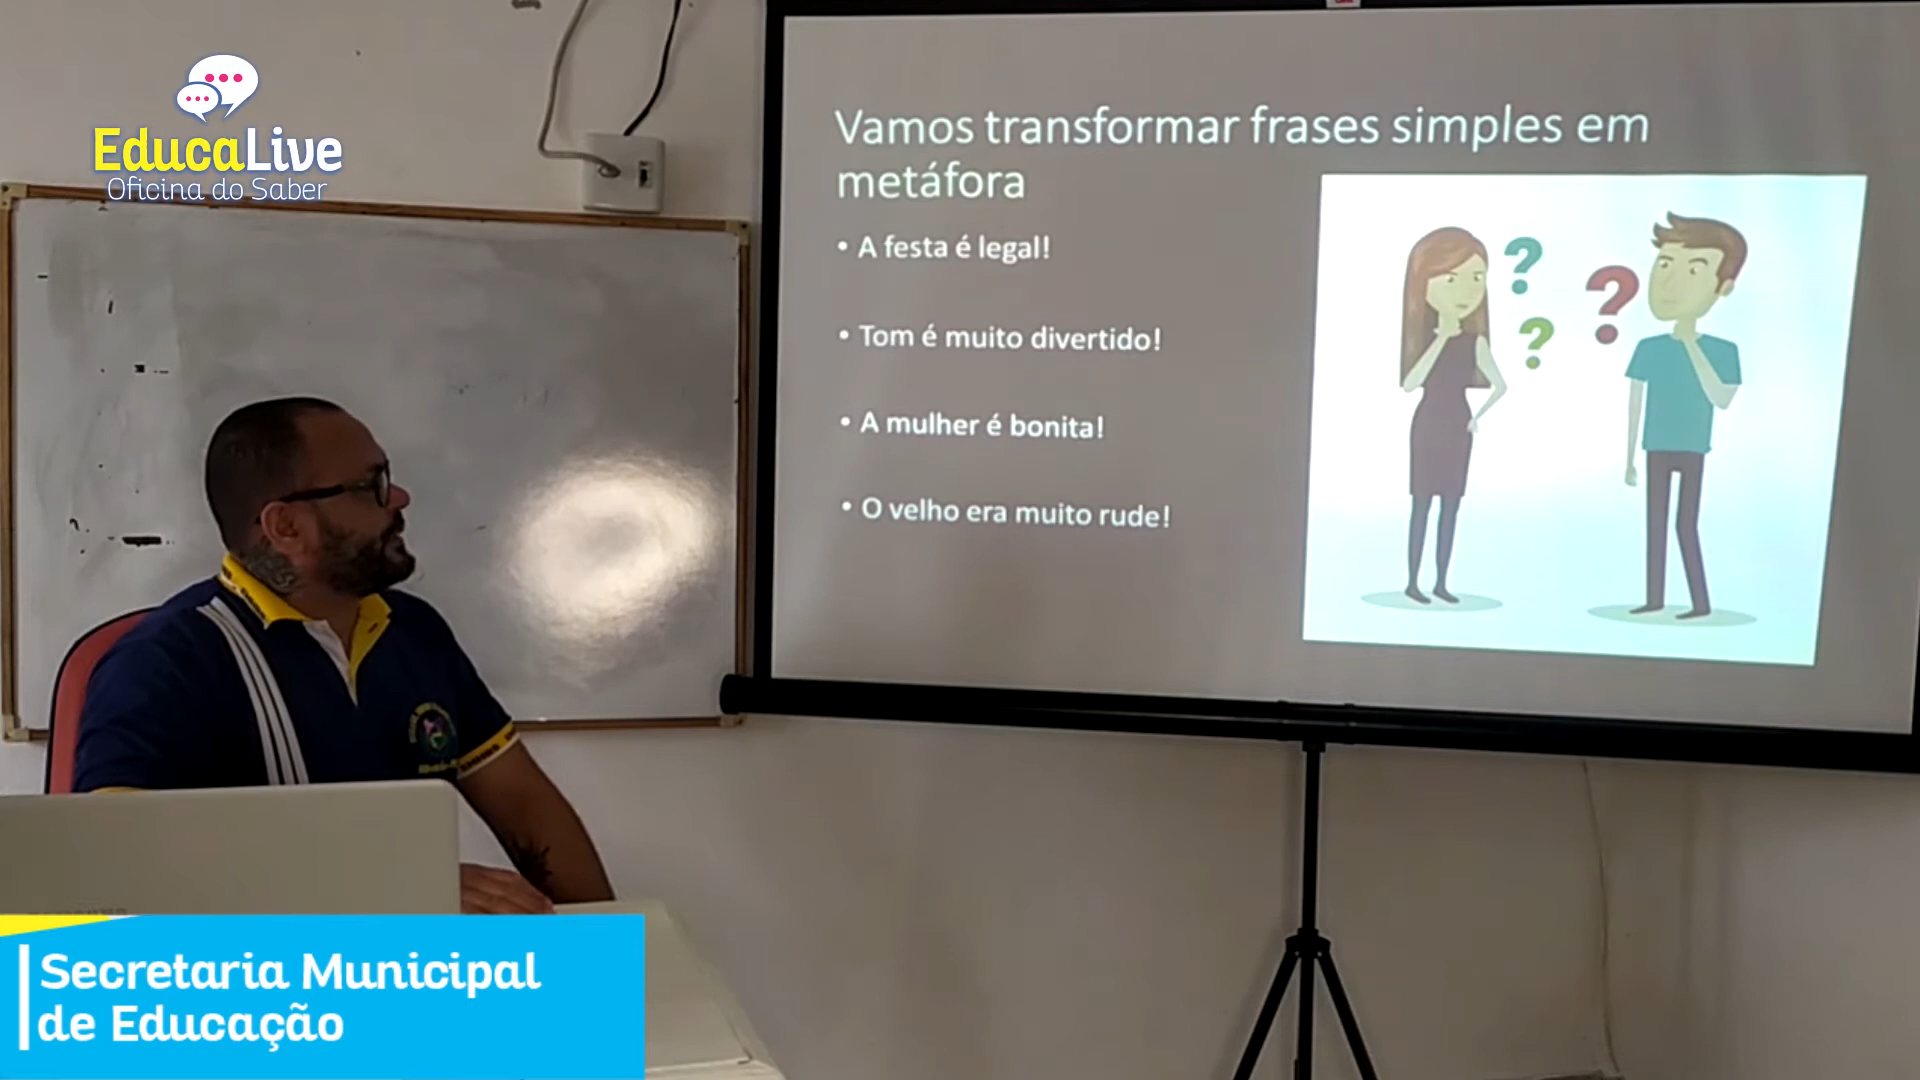 EducaLive
Oficina do Saber
Vamos transformar frases simples em
metáfora
• A festa é legal!
• Tom é muito divertido!
• A mulher é bonita!
• O velho era muito rude!
Secretaria Municipal
de Educação